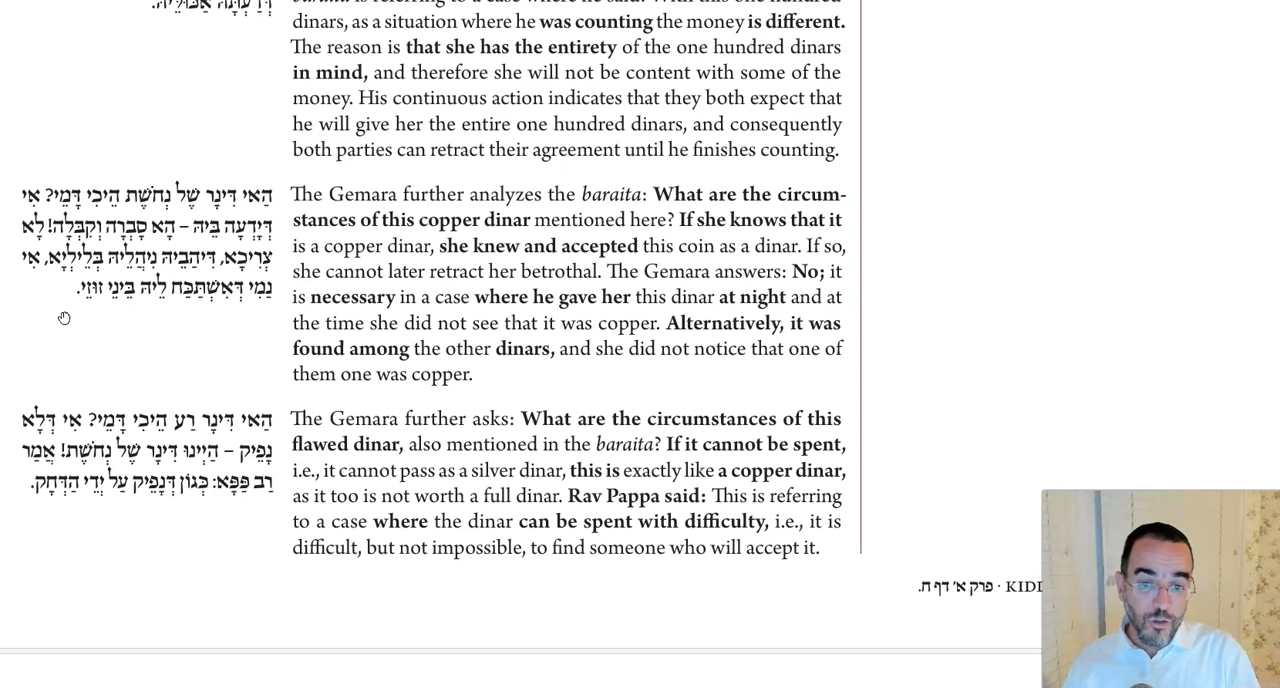 דְּדַעְתָּהּ אַכּוּלֵּיהּ.
dinars, as a situation where he was counting the money is different.
The reason is that she has the entirety of the one hundred dinars
in mind, and therefore she will not be content with some of the
money. His continuous action indicates that they both expect that
he will give her the entire one hundred dinars, and consequently
both parties can retract their agreement until he finishes counting.
הַאי דִּינָר שֶׁל נְחֹשֶׁת הֵיכִי דָּמֵי? אִי
דְּיָדְעָה בֵּיהּ – הָא סָבְרָה וְקִבְּלָהּ! לָא
צְרִיכָא, דִּיהַבֵיהּ נִיהֲלֵיהּ בְּלֵילְיָא, אִי
נָמֵי דְּאִשְׁתְּכַח לֵיהּ בֵּינֵי זוּזֵי.
The Gemara further analyzes the baraita: What are the circum-
stances of this copper dinar mentioned here? If she knows that it
is a copper dinar, she knew and accepted this coin as a dinar. If so,
she cannot later retract her betrothal. The Gemara answers: No; it
is necessary in a case where he gave her this dinar at night and at
the time she did not see that it was copper. Alternatively, it was
found among the other dinars, and she did not notice that one of
them one was copper.
הַאי דִּינָר רַע הֵיכִי דָּמֵי? אִי דְּלָא
נָפֵיק – הַיְינוּ דִּינָר שֶׁל נְחֹשֶׁת! אָמַר
רַב פָּפָּא: כְּגוֹן דְּנָפֵיק עַל יְדֵי הַדְּחָק.
The Gemara further asks: What are the circumstances of this
flawed dinar, also mentioned in the baraita? If it cannot be spent,
i.e., it cannot pass as a silver dinar, this is exactly like a copper dinar,
as it too is not worth a full dinar. Rav Pappa said: This is referring
to a case where the dinar can be spent with difficulty, i.e., it is
difficult, but not impossible, to find someone who will accept it.
KIDD · פרק א׳ דף ח.